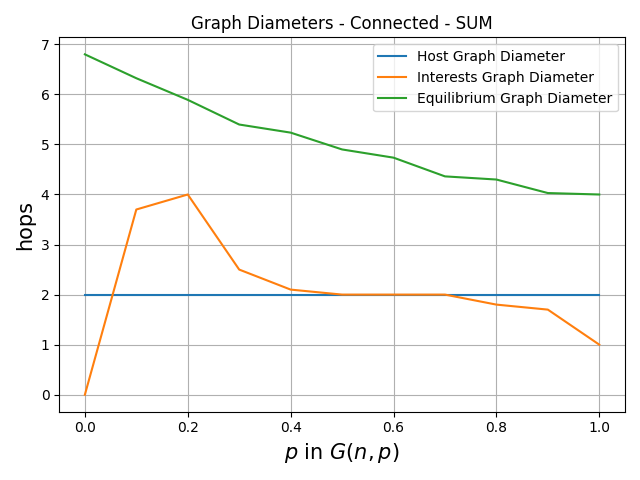 Graph Diameters - Connected - SUM
Host Graph Diameter
Interests Graph Diameter
Equilibrium Graph Diameter
hops
7
6
5
4
3
2
1
0
0.0 0.2 0.4 0.6 0.8 1.0
p in G(n, p)